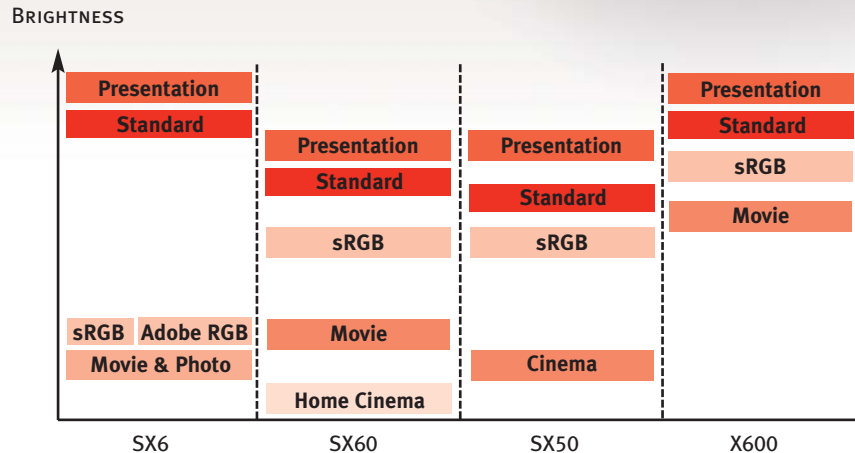 BRIGHTNESS
Presentation
Standard
sRGB Adobe RGB
Movie & Photo
Presentation
Standard
sRGB
Movie
Home Cinema
Presentation
Standard
sRGB
Cinema
Presentation
Standard
sRGB
Movie
SX6 SX60 SX50 X600